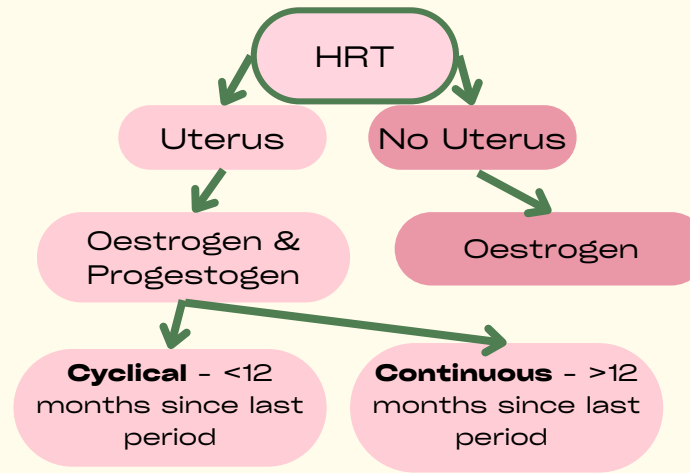 HRT
Uterus
No Uterus
Oestrogen &
Progestogen
Oestrogen
Cyclical - <12
months since last
period
Continuous - >12
months since last
period